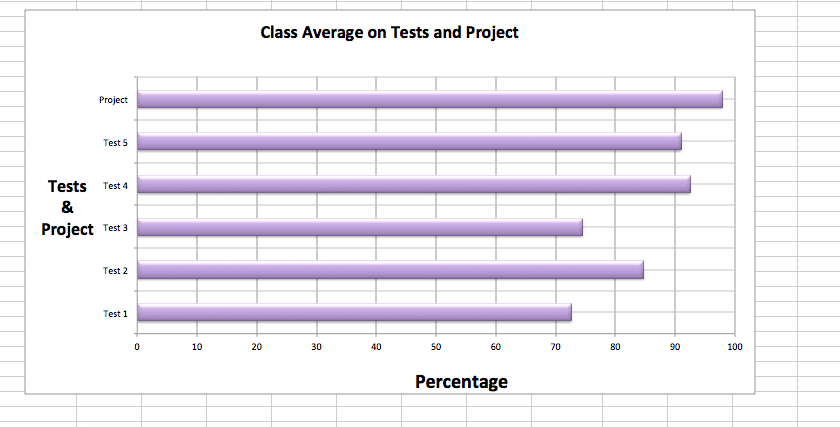 Class Average on Tests and Project
Project
Test 5
Test 4
Test 3
Test 2
Test 1
Tests
&
Project
0 10 20 30 40 50 60 70 80 90 100
Percentage